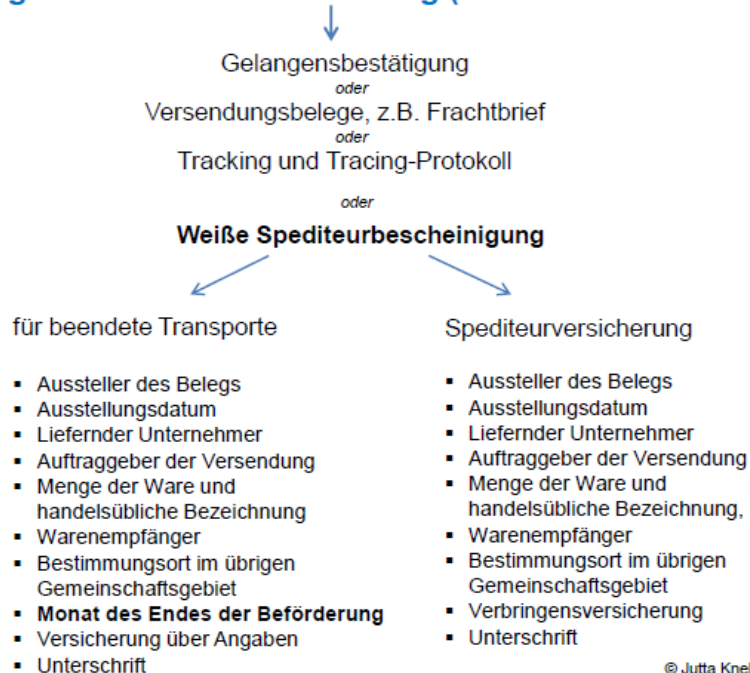 Gelangensbestätigung
oder
Versendungsbelege, z.B. Frachtbrief
oder
Tracking und Tracing-Protokoll
oder
Weiße Spediteurbescheinigung
für beendete Transporte
▪ Aussteller des Belegs
▪ Ausstellungsdatum
▪ Liefernder Unternehmer
▪ Auftraggeber der Versendung
▪ Menge der Ware und
handelsübliche Bezeichnung
▪ Warenempfänger
▪ Bestimmungsort im übrigen
Gemeinschaftsgebiet
▪ Monat des Endes der Beförderung
▪ Versicherung über Angaben
▪ Unterschrift
Spediteurversicherung
▪ Aussteller des Belegs
▪ Ausstellungsdatum
▪ Liefernder Unternehmer
▪ Auftraggeber der Versendung
▪ Menge der Ware und
handelsübliche Bezeichnung,
▪ Warenempfänger
▪ Bestimmungsort im übrigen
Gemeinschaftsgebiet
▪ Verbringensversicherung
▪ Unterschrift
© Jutta